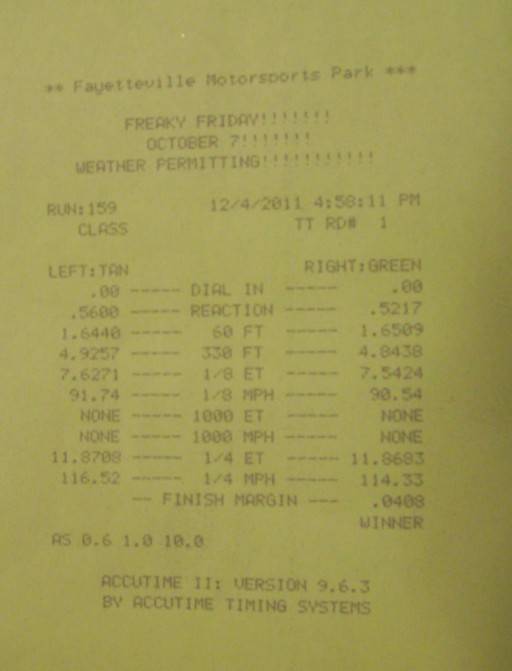 ** Fayetteville Motorsports Park ***
FREAKY FRIDAY!!!!!!!
OCTOBER 7!!!!!!!
WEATHER PERMITTING!!!!!!!!!!!!
RUN:159 12/4/2011 4:58:11 PM
CLASS TT RD# 1
LEFT:TAN RIGHT:GREEN
.00 ----- DIAL IN ----- .00
.5600 ----- REACTION ----- .5217
1.6440 ----- 60 FT ----- 1.6509
4.9257 ----- 330 FT ----- 4.8438
7.6271 ----- 1/8 ET ----- 7.5424
91.74 ----- 1/8 MPH ----- 90.54
NONE ----- 1000 ET ----- NONE
NONE ----- 1000 MPH ----- NONE
11.8708 ----- 1/4 ET ----- 11.8683
116.52 ----- 1/4 MPH ----- 114.33
-- FINISH MARGIN --- .0408
WINNER
AS 0.6 1.0 10.0
ACCUTIME II: VERSION 9.6.3
BY ACCUTIME TIMING SYSTEMS